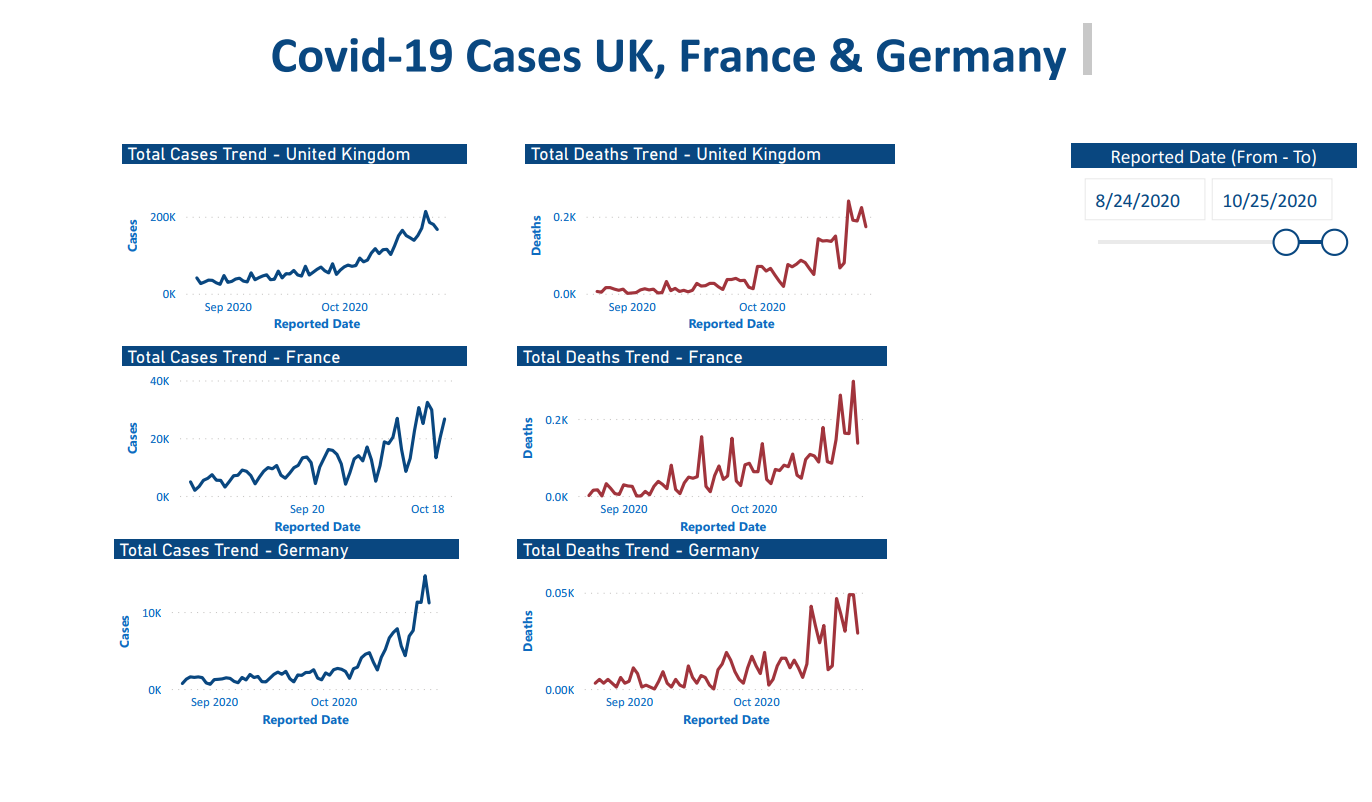 Covid-19 Cases UK, France & Germany
Total Cases Trend - United Kingdom
200K
0K
Cases
Sep 2020 Oct 2020
Reported Date
Total Deaths Trend - United Kingdom
0.2K
0.0K
Deaths
Sep 2020 Oct 2020
Reported Date
Reported Date (From - To)
8/24/2020 10/25/2020
Total Cases Trend - France
40K
20K
0K
Cases
Sep 20 Oct 18
Reported Date
Total Deaths Trend - France
0.2K
0.0K
Deaths
Sep 2020 Oct 2020
Reported Date
Total Cases Trend - Germany
10K
0K
Cases
Sep 2020 Oct 2020
Reported Date
Total Deaths Trend - Germany
0.05K
0.00K
Deaths
Sep 2020 Oct 2020
Reported Date